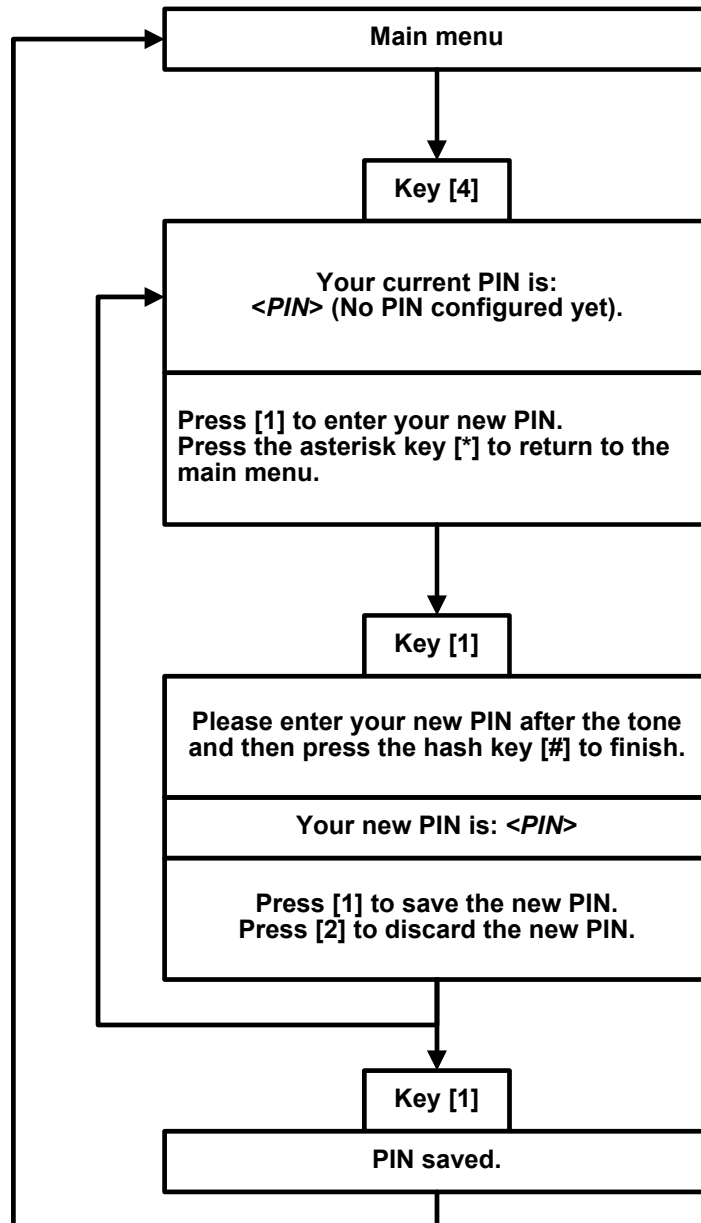 Main menu
Key [4]
Your current PIN is:
<PIN> (No PIN configured yet).
Press [1] to enter your new PIN.
Press the asterisk key [*] to return to the
main menu.
Key [1]
Please enter your new PIN after the tone
and then press the hash key [#] to finish.
Your new PIN is: <PIN>
Press [1] to save the new PIN.
Press [2] to discard the new PIN.
Key [1]
PIN saved.